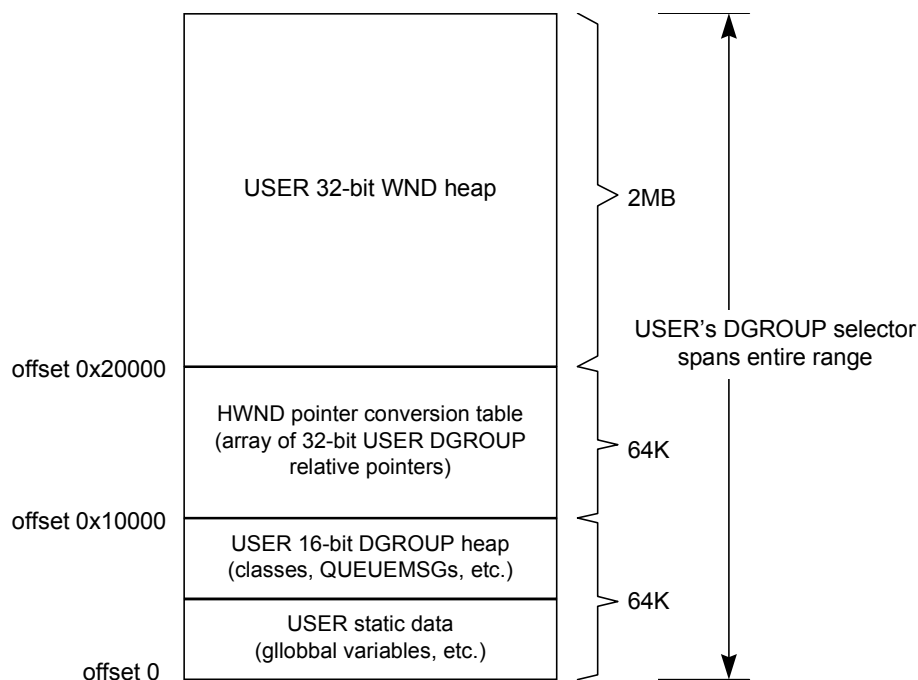 USER 32-bit WND heap
2MB
USER’s DGROUP selector
spans entire range
offset 0x20000
HWND pointer conversion table
(array of 32-bit USER DGROUP
relative pointers)
64K
offset 0x10000
USER 16-bit DGROUP heap
(classes, QUEUEMSGs, etc.)
64K
USER static data
(gllobbal variables, etc.)
offset 0